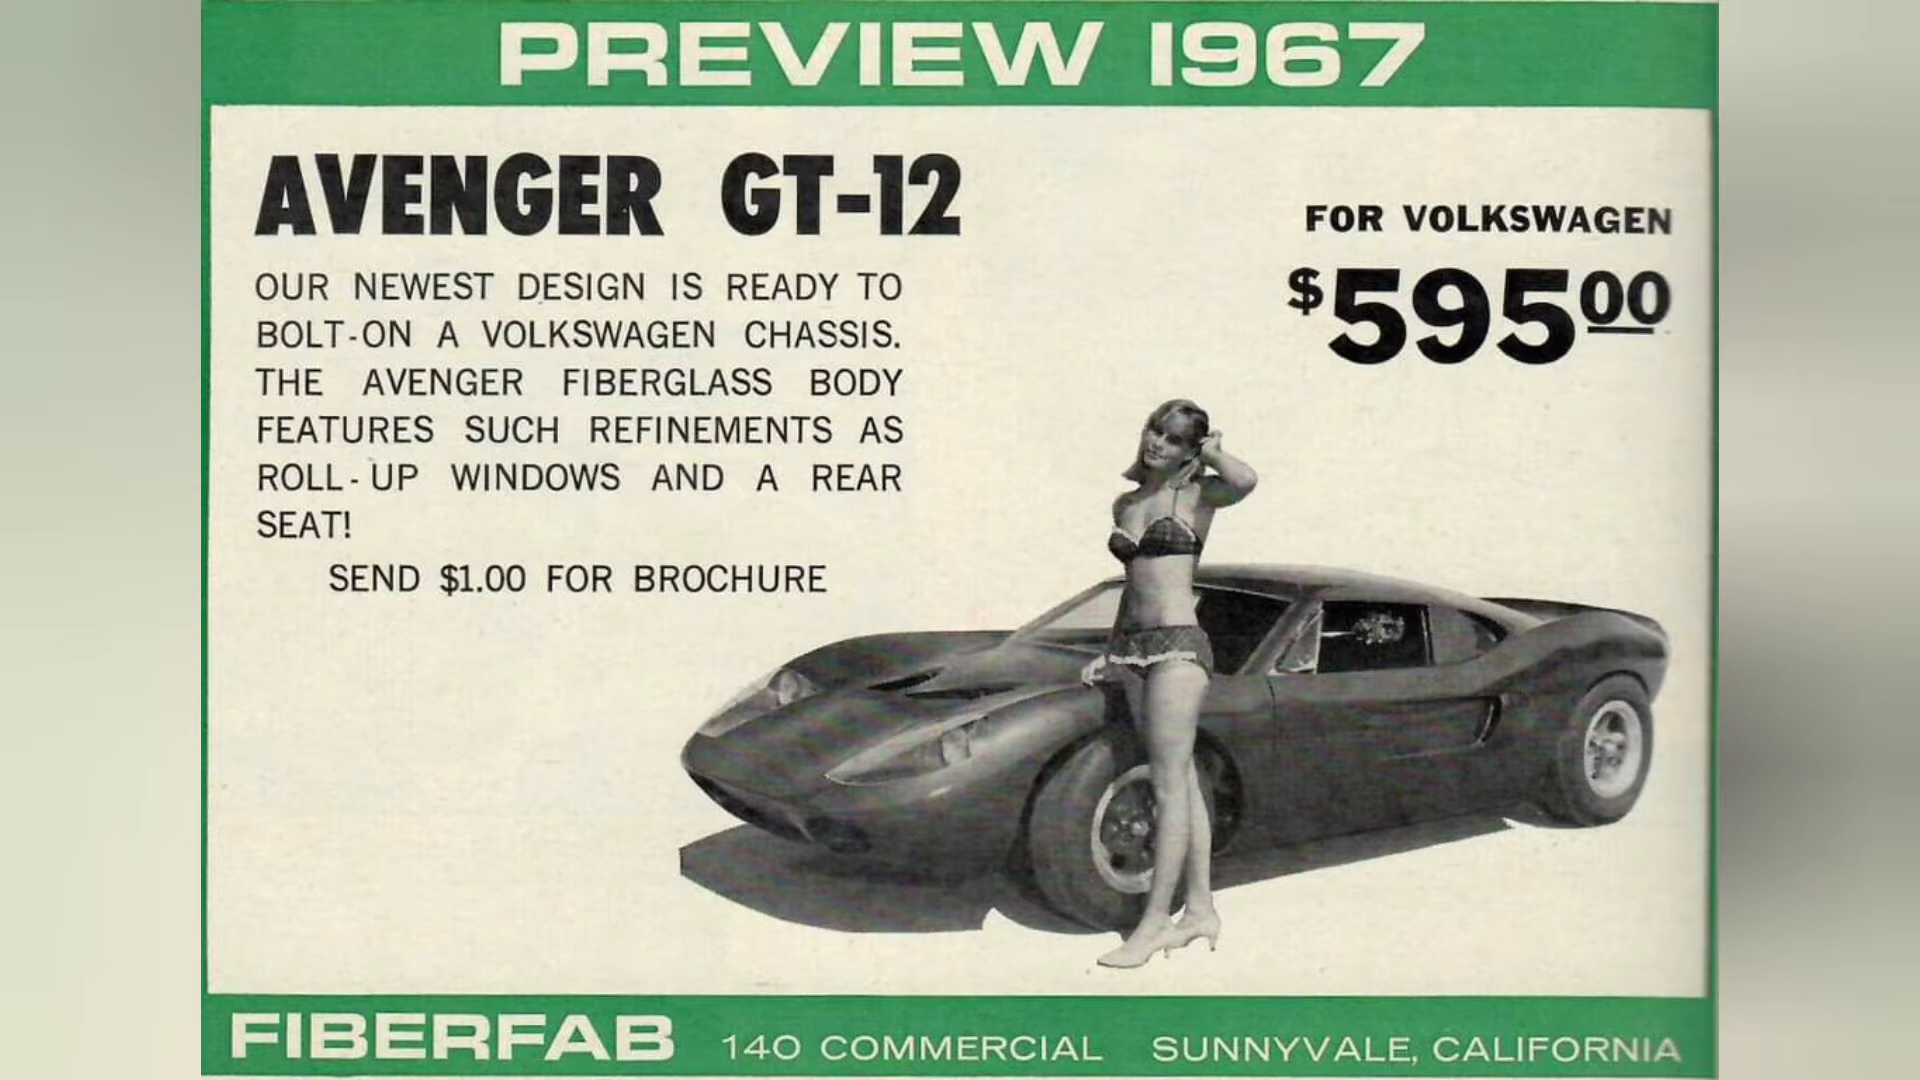 PREVIEW 1967
AVENGER GT-12
OUR NEWEST DESIGN IS READY TO
BOLT-ON A VOLKSWAGEN CHASSIS.
THE AVENGER FIBERGLASS BODY
FEATURES SUCH REFINEMENTS AS
ROLL-UP WINDOWS AND A REAR
SEAT!
SEND $1.00 FOR BROCHURE
FOR VOLKSWAGEN
$595 00
FIBERFAB 140 COMMERCIAL SUNNYVALE, CALIFORNIA